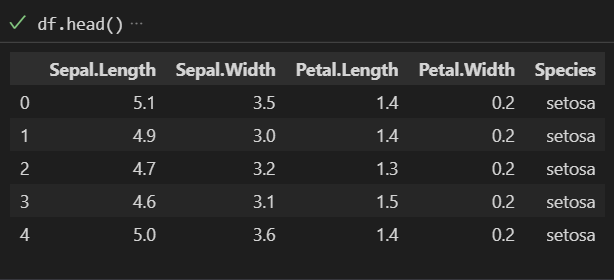 df.head() ...
Sepal.Length Sepal.Width Petal.Length Petal.Width Species
0 5.1 3.5 1.4 0.2 setosa
1 4.9 3.0 1.4 0.2 setosa
2 4.7 3.2 1.3 0.2 setosa
3 4.6 3.1 1.5 0.2 setosa
4 5.0 3.6 1.4 0.2 setosa